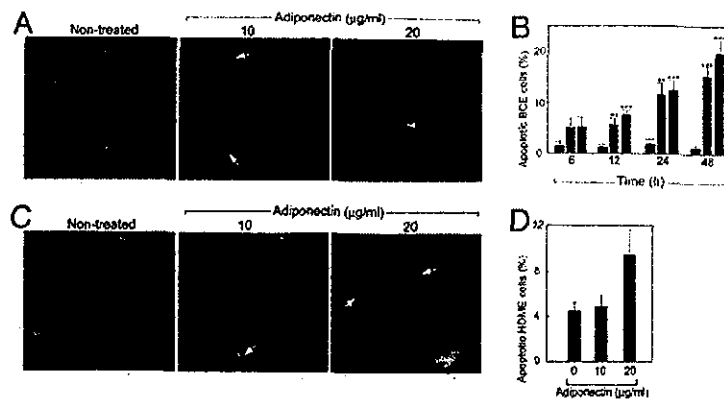 A
Adiponectin (µg/ml)
Non-treated 10 20
B
Apoptotic BCE cells (%)
20
10
0
6 12 24 48
Time (h)
C
Adiponectin (µg/ml)
Non-treated 10 20
D
Apoptotic HDME cells (%)
12
8
4
0
0 10 20
Adiponectin (µg/ml)